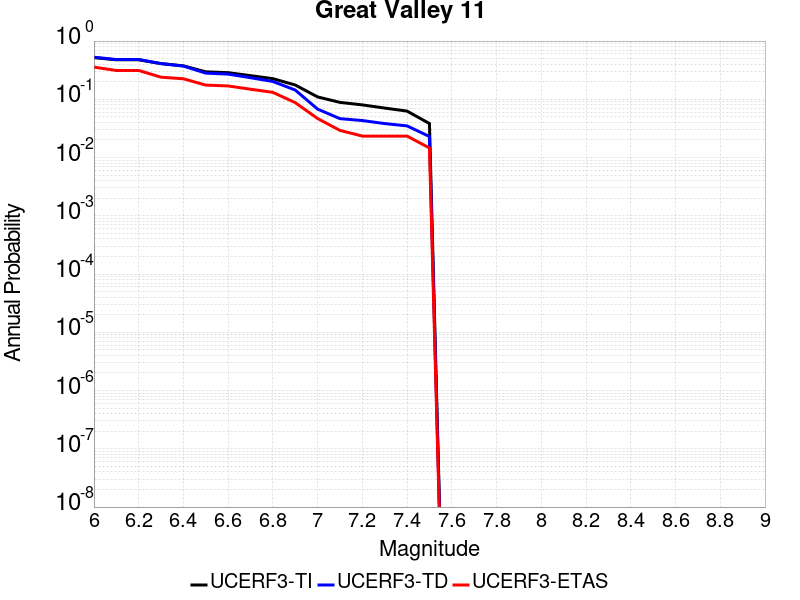 Great Valley 11
10^0
10^-1
10^-2
10^-3
10^-4
10^-5
10^-6
10^-7
10^-8
Annual Probability
6 6.2 6.4 6.6 6.8 7 7.2 7.4 7.6 7.8 8 8.2 8.4 8.6 8.8 9
Magnitude
UCERF3-TI UCERF3-TD UCERF3-ETAS